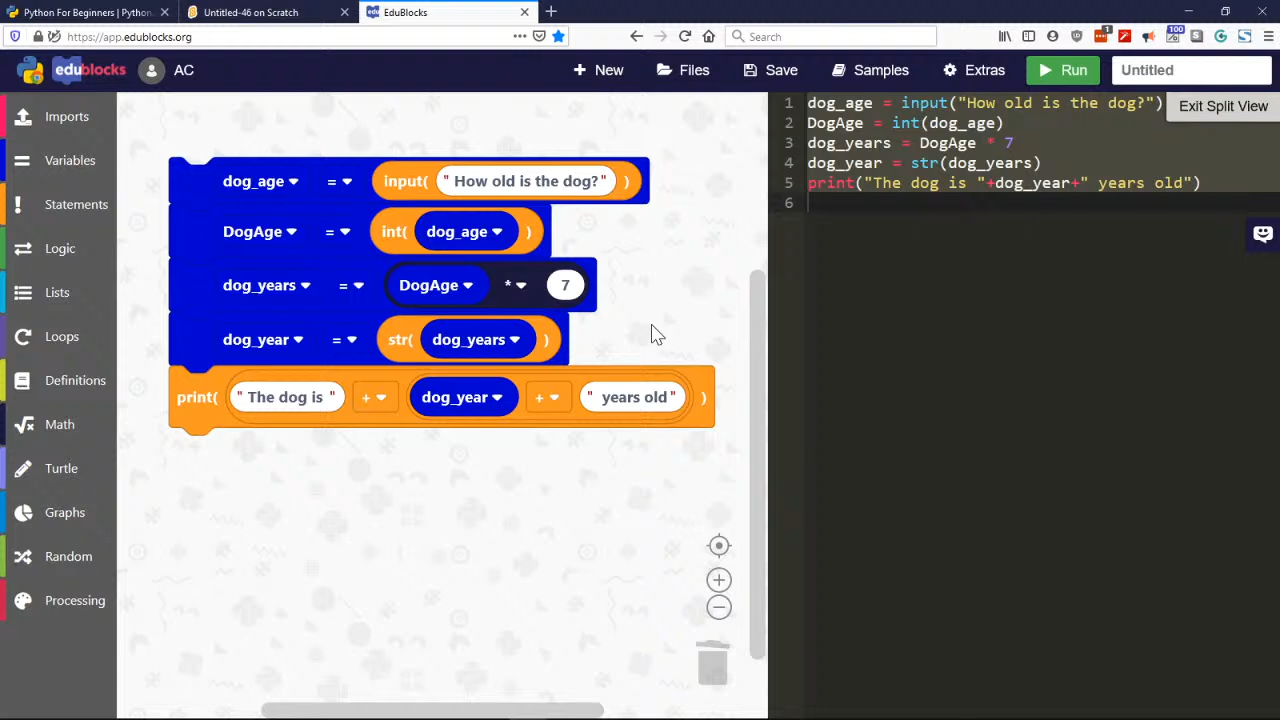 Python For Beginners | Python.
Untitled-46 on Scratch
EduBlocks
https://app.edublocks.org
Search
100
1
edublocks
AC
New
Files
Save
Samples
Extras
Run
Untitled
Imports
Variables
Statements
Logic
Lists
Loops
Definitions
Math
Turtle
Graphs
Random
Processing
dog_age = input( " How old is the dog? " )
DogAge = int( dog_age )
dog_years = DogAge * 7
dog_year = str( dog_years )
print( " The dog is " + dog_year + " years old " )
1 dog_age = input("How old is the dog?")
2 DogAge = int(dog_age)
3 dog_years = DogAge * 7
4 dog_year = str(dog_years)
5 print("The dog is "+dog_year+" years old")
6
Exit Split View